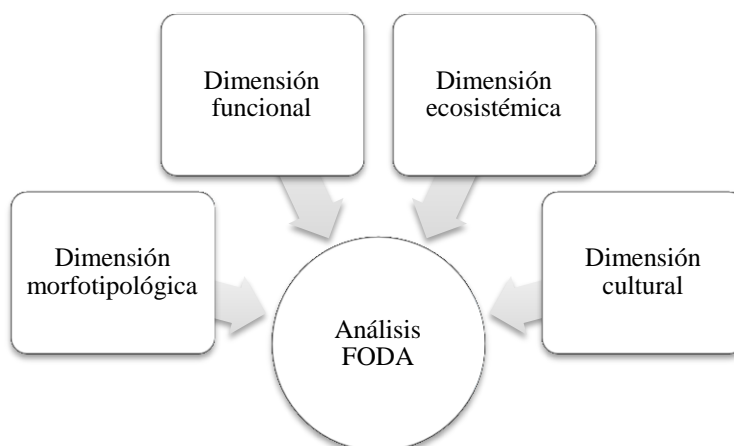 Dimensión
funcional
Dimensión
ecosistémica
Dimensión
morfotipológica
Dimensión
cultural
Análisis
FODA